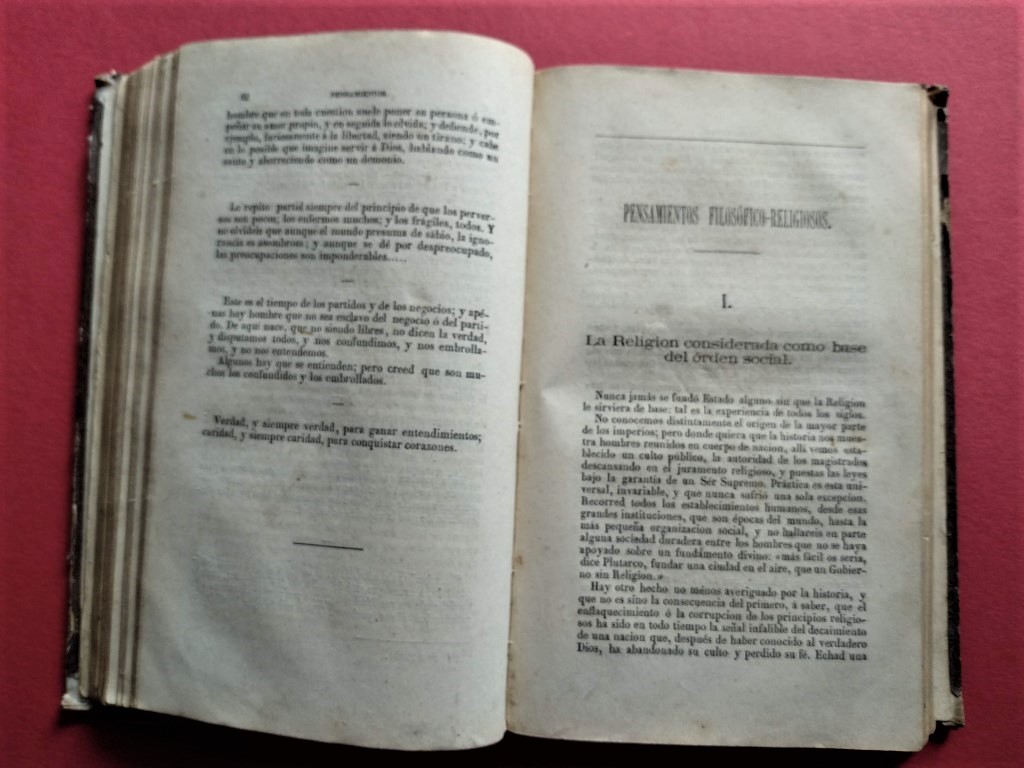 62 PENSAMIENTOS.
hombre que en toda cuestion suele poner su persona ó em-
peñar su amor propio, y en seguida lo olvida; y defiende, por
ejemplo, furiosamente á la libertad, siendo un tirano; y cabe
en lo posible que imagine servir á Dios, hablando como un
santo y aborreciendo como un demonio.
Lo repito: partid siempre del principio de que los perver-
sos son pocos; los enfermos muchos; y los frágiles, todos. Y
no olvideis que aunque el mundo presuma de sábio, la igno-
rancia es asombrosa; y aunque se dé por despreocupado,
las preocupaciones son imponderables.....
Este es el tiempo de los partidos y de los negocios; y apé-
nas hay hombre que no sea esclavo del negocio ó del parti-
do. De aquí nace, que no siendo libres, no dicen la verdad,
y disputamos todos, y nos confundimos, y nos embrolla-
mos, y no nos entendemos.
Algunos hay que se entienden; pero creed que son mu-
chos los confundidos y los embrollados.
Verdad, y siempre verdad, para ganar entendimientos;
caridad, y siempre caridad, para conquistar corazones.
PENSAMIENTOS FILOSÓFICO-RELIGIOSOS.
I.
La Religion considerada como base
del órden social.
Nunca jamás se fundó Estado alguno sin que la Religion
le sirviera de base: tal es la experiencia de todos los siglos.
No conocemos distintamente el orígen de la mayor parte
de los imperios; pero donde quiera que la historia nos mues-
tra hombres reunidos en cuerpo de nacion, allí vemos esta-
blecido un culto público, la autoridad de los magistrados
descansando en el juramento religioso, y puestas las leyes
bajo la garantía de un Sér Supremo. Práctica es esta uni-
versal, invariable, y que nunca sufrió una sola excepcion.
Recorred todos los establecimientos humanos, desde esas
grandes instituciones, que son épocas del mundo, hasta la
más pequeña organizacion social, y no hallareis en parte
alguna sociedad duradera entre los hombres que no se haya
apoyado sobre un fundamento divino: «más fácil os sería,
dice Plutarco, fundar una ciudad en el aire, que un Gobier-
no sin Religion.»
Hay otro hecho no ménos averiguado por la historia, y
que no es sino la consecuencia del primero, á saber, que el
enflaquecimiento ó la corrupcion de los principios religio-
sos ha sido en todo tiempo la señal infalible del decaimiento
de una nacion que, después de haber conocido al verdadero
Dios, ha abandonado su culto y perdido su fé. Echad una